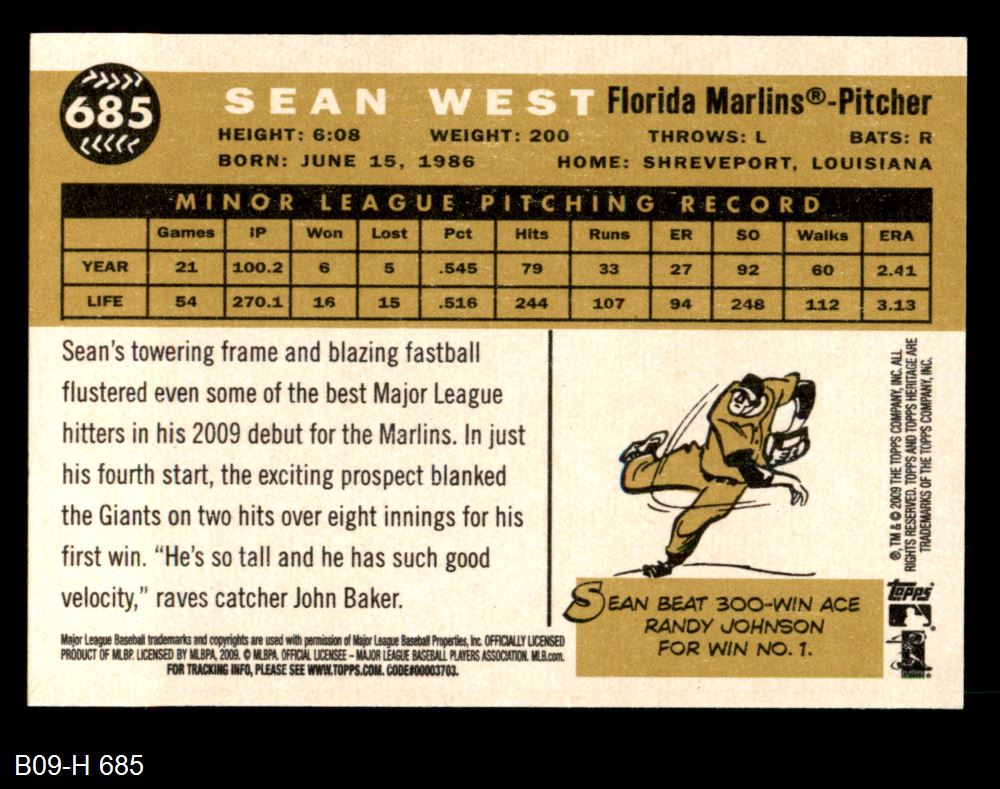 685
SEAN WEST Florida Marlins®-Pitcher
HEIGHT: 6:08 WEIGHT: 200 THROWS: L BATS: R
BORN: JUNE 15, 1986 HOME: SHREVEPORT, LOUISIANA
MINOR LEAGUE PITCHING RECORD
Games IP Won Lost Pct Hits Runs ER SO Walks ERA
YEAR 21 100.2 6 5 .545 79 33 27 92 60 2.41
LIFE 54 270.1 16 15 .516 244 107 94 248 112 3.13
Sean's towering frame and blazing fastball
flustered even some of the best Major League
hitters in his 2009 debut for the Marlins. In just
his fourth start, the exciting prospect blanked
the Giants on two hits over eight innings for his
first win. “He's so tall and he has such good
velocity,” raves catcher John Baker.
Major League Baseball trademarks and copyrights are used with permission of Major League Baseball Properties, Inc. OFFICIALLY LICENSED
PRODUCT OF MLBP. LICENSED BY MLBPA, 2009. © MLBPA. OFFICIAL LICENSEE – MAJOR LEAGUE BASEBALL PLAYERS ASSOCIATION. MLB.com.
FOR TRACKING INFO, PLEASE SEE WWW.TOPPS.COM. CODE#00003703.
SEAN BEAT 300-WIN ACE
RANDY JOHNSON
FOR WIN NO. 1.
®, TM & © 2009 THE TOPPS COMPANY, INC. ALL
RIGHTS RESERVED. TOPPS AND TOPPS HERITAGE ARE
TRADEMARKS OF THE TOPPS COMPANY, INC.
topps
B09-H 685